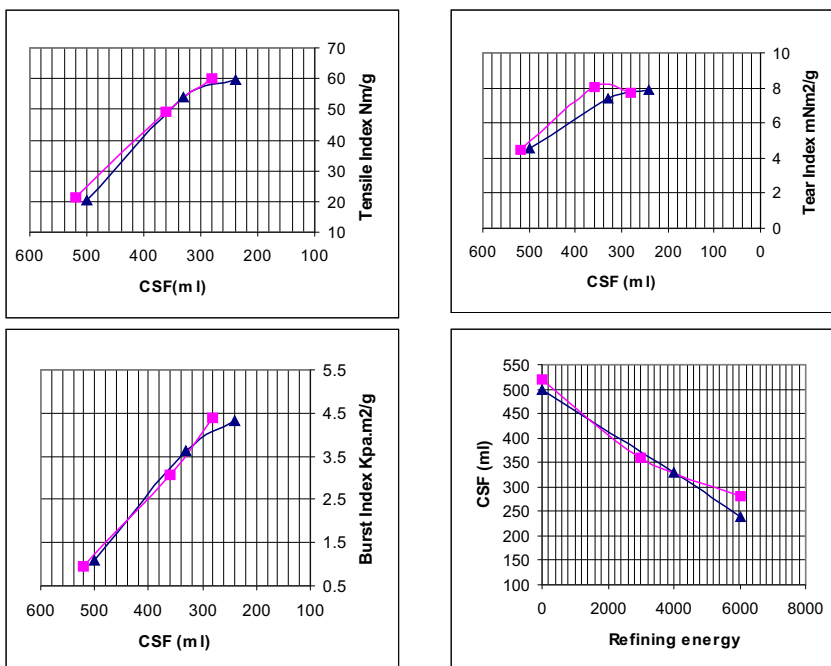 70
60
50
40
30
20
10
Tensile Index Nm/g
600 500 400 300 200 100
CSF(ml)
10
8
6
4
2
0
Tear Index mNm2/g
600 500 400 300 200 100 0
CSF (ml)
5.5
4.5
3.5
2.5
1.5
0.5
Burst Index Kpa.m2/g
600 500 400 300 200 100
CSF (ml)
550
500
450
400
350
300
250
200
150
100
CSF (ml)
0 2000 4000 6000 8000
Refining energy